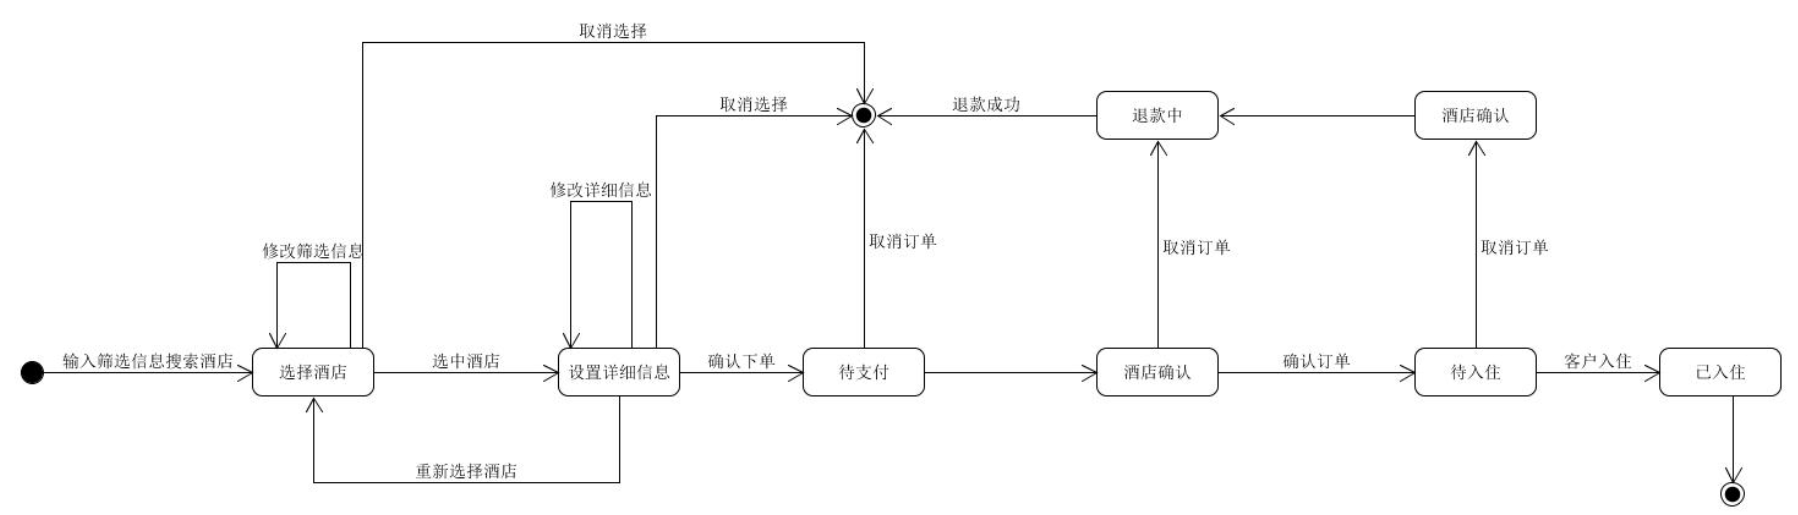 取消选择
取消选择
退款成功
退款中
酒店确认
修改详细信息
取消订单
取消订单
取消订单
修改筛选信息
输入筛选信息搜索酒店
选择酒店
选中酒店
设置详细信息
确认下单
待支付
酒店确认
确认订单
待入住
客户入住
已入住
重新选择酒店